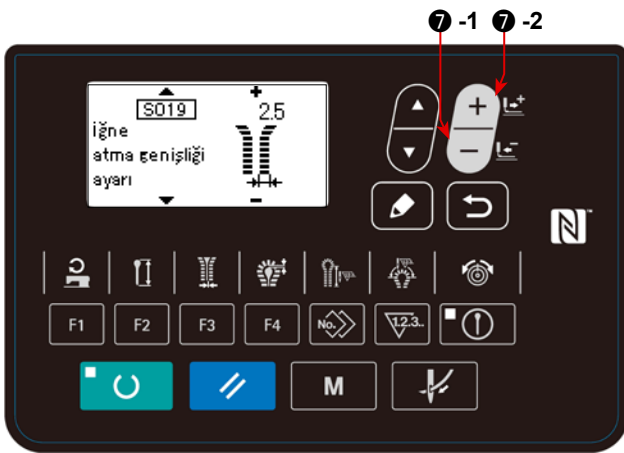 ❼ -1 ❼ -2
S019
+
2.5
iğne
atma genişliği
ayarı
−
+
−
F1 F2 F3 F4 No. 1.2.3..
M
N™